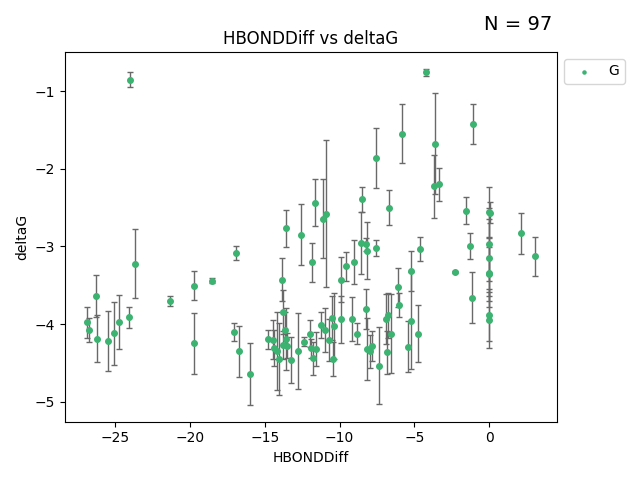 N = 97
HBONDDiff vs deltaG
G
deltaG
−1
−2
−3
−4
−5
−25
−20
−15
−10
−5
0
HBONDDiff